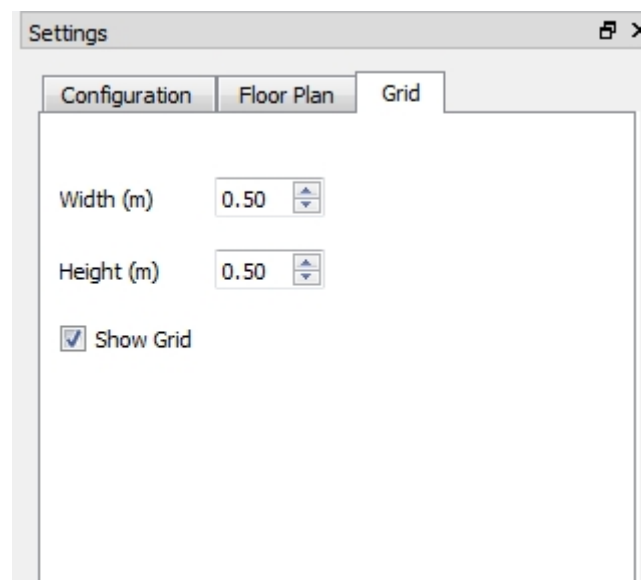 Settings
Configuration Floor Plan Grid
Width (m) 0.50
Height (m) 0.50
Show Grid